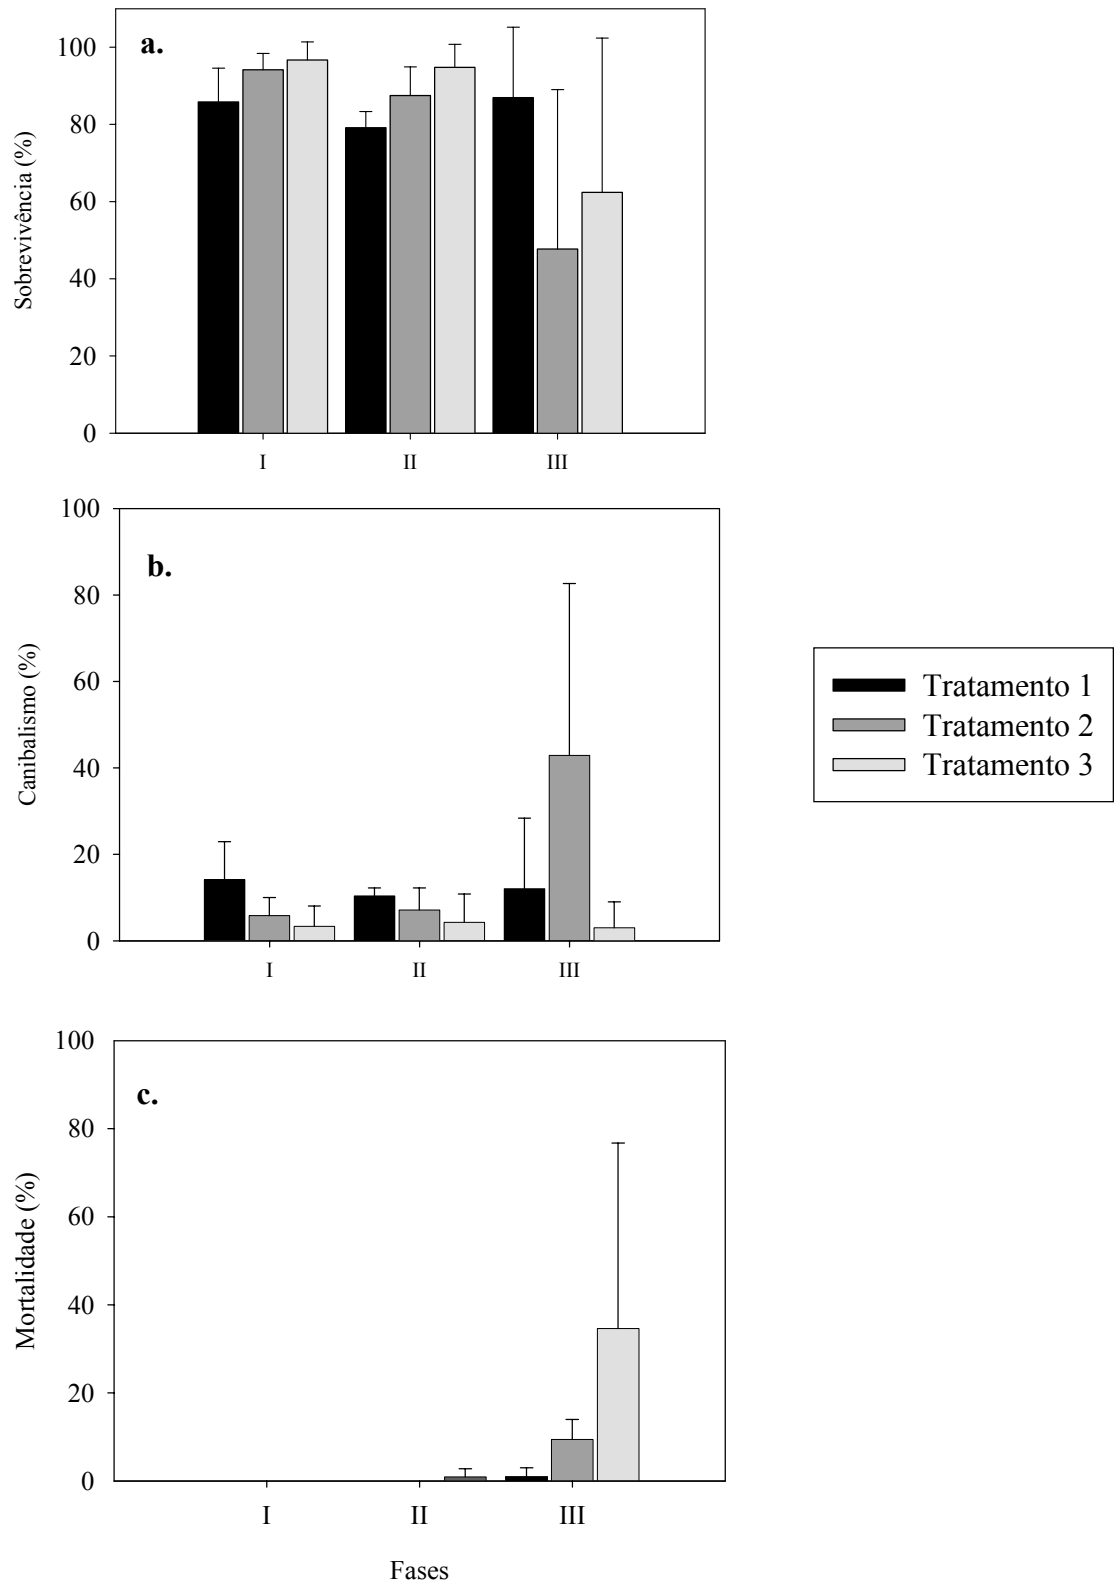 a.
Sobrevivência (%)
100
80
60
40
20
0
I II III
b.
Canibalismo (%)
100
80
60
40
20
0
I II III
Tratamento 1
Tratamento 2
Tratamento 3
c.
Mortalidade (%)
100
80
60
40
20
0
I II III
Fases